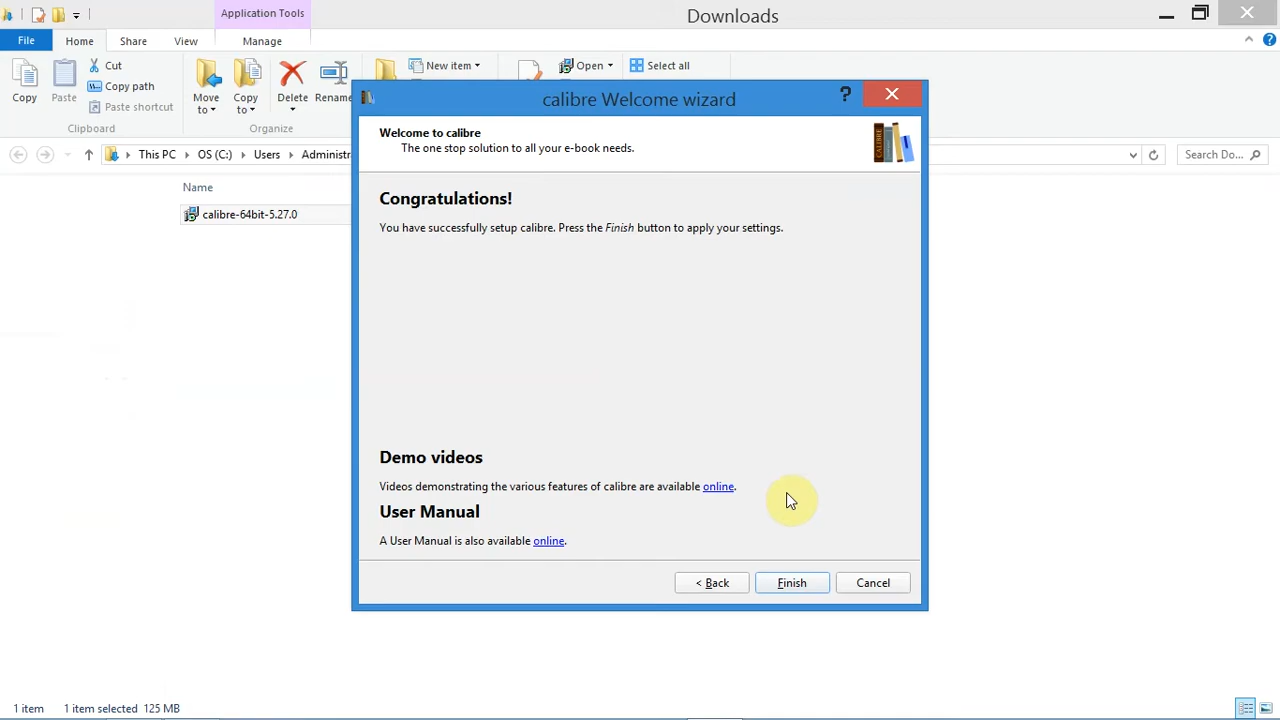 Application Tools
Downloads
File
Home
Share
View
Manage
Copy
Paste
Cut
Copy path
Paste shortcut
Clipboard
Move to
Copy to
Delete
Rename
Organize
New item
Open
Select all
This PC
OS (C:)
Users
Administr
Search Do...
Name
calibre-64bit-5.27.0
calibre Welcome wizard
?
Welcome to calibre
The one stop solution to all your e-book needs.
CALIBRE
Congratulations!
You have successfully setup calibre. Press the Finish button to apply your settings.
Demo videos
Videos demonstrating the various features of calibre are available online.
User Manual
A User Manual is also available online.
< Back
Finish
Cancel
1 item
1 item selected 125 MB